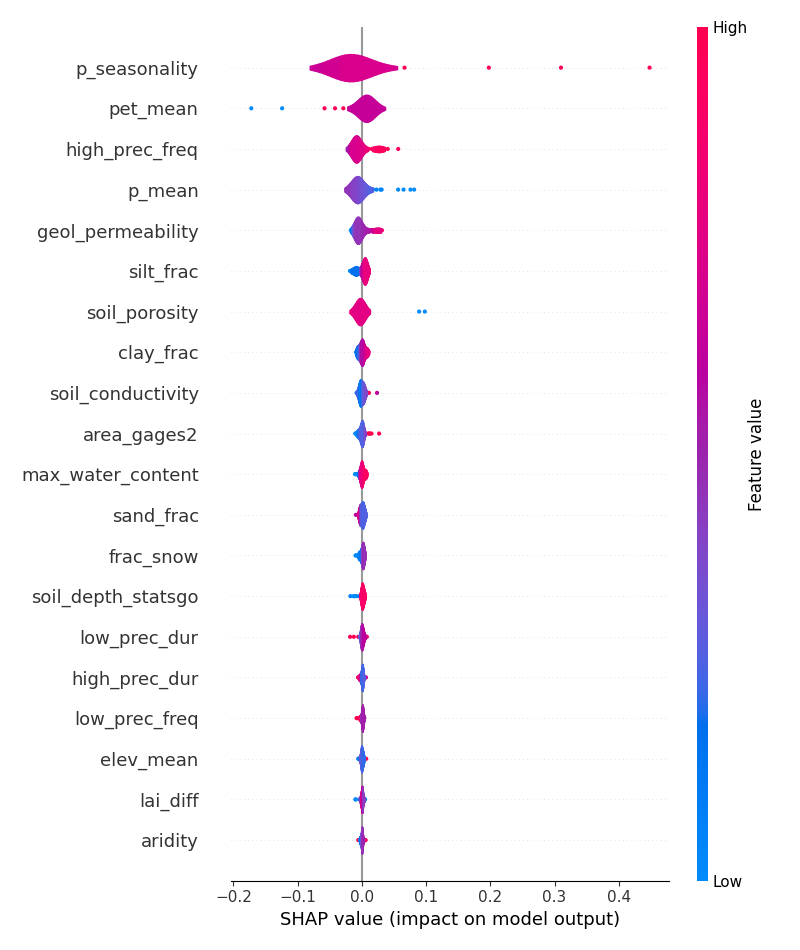 High
p_seasonality
pet_mean
high_prec_freq
p_mean
geol_permeability
silt_frac
soil_porosity
clay_frac
soil_conductivity
area_gages2
max_water_content
sand_frac
frac_snow
soil_depth_statsgo
low_prec_dur
high_prec_dur
low_prec_freq
elev_mean
lai_diff
aridity
Feature value
Low
−0.2 −0.1 0.0 0.1 0.2 0.3 0.4
SHAP value (impact on model output)